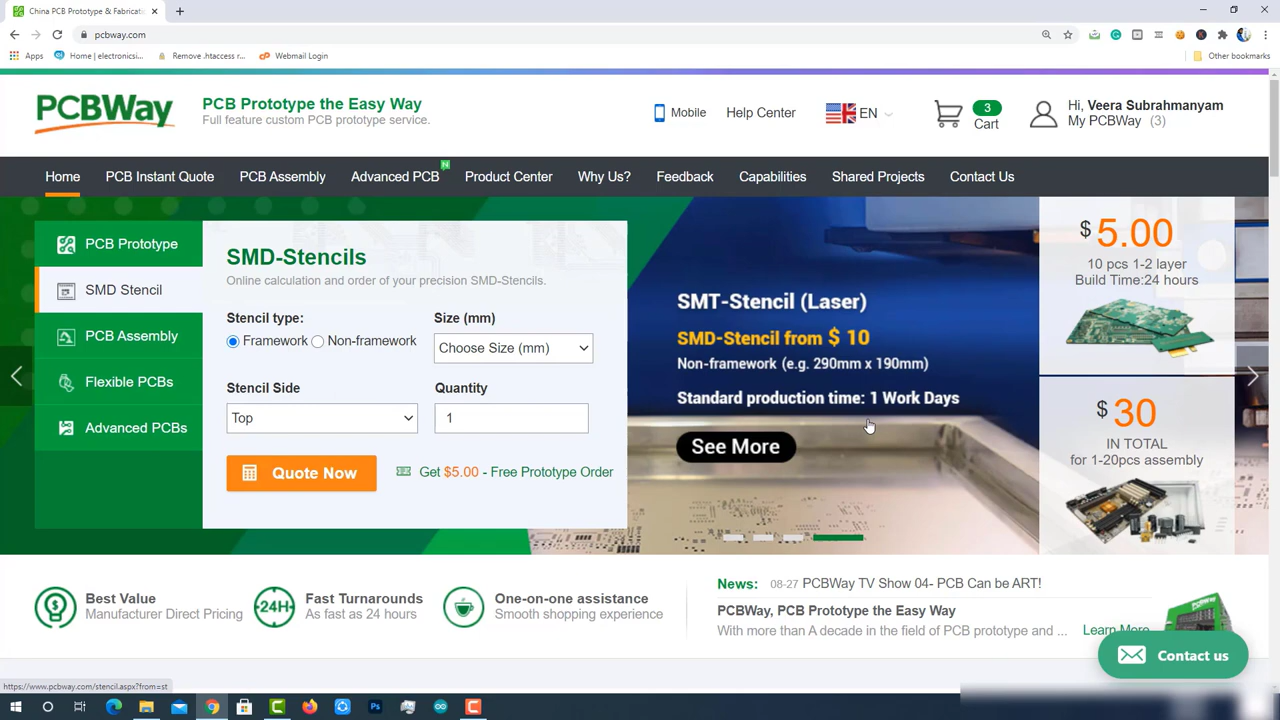 China PCB Prototype & Fabricati
pcbway.com
Apps
Home | electronicsi...
Remove .htaccess r...
Webmail Login
Other bookmarks
PCBWay
PCB Prototype the Easy Way
Full feature custom PCB prototype service.
Mobile
Help Center
EN
3
Cart
Hi, Veera Subrahmanyam
My PCBWay (3)
Home
PCB Instant Quote
PCB Assembly
Advanced PCB
N
Product Center
Why Us?
Feedback
Capabilities
Shared Projects
Contact Us
PCB Prototype
SMD Stencil
PCB Assembly
Flexible PCBs
Advanced PCBs
SMD-Stencils
Online calculation and order of your precision SMD-Stencils.
Stencil type:
Framework
Non-framework
Size (mm)
Choose Size (mm)
Stencil Side
Top
Quantity
1
Quote Now
Get $5.00 - Free Prototype Order
SMT-Stencil (Laser)
SMD-Stencil from $ 10
Non-framework (e.g. 290mm x 190mm)
Standard production time: 1 Work Days
See More
$ 5.00
10 pcs 1-2 layer
Build Time:24 hours
$ 30
IN TOTAL
for 1-20pcs assembly
Best Value
Manufacturer Direct Pricing
24H
Fast Turnarounds
As fast as 24 hours
One-on-one assistance
Smooth shopping experience
News: 08-27 PCBWay TV Show 04- PCB Can be ART!
PCBWay, PCB Prototype the Easy Way
With more than A decade in the field of PCB prototype and ...
Learn More
Contact us
https://www.pcbway.com/stencil.aspx?from=st